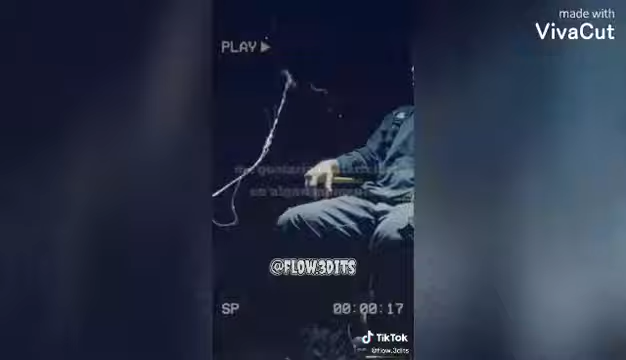 made with
VivaCut
PLAY
@FLOW.3DITS
SP
00:00:17
TikTok
@flow.3dits